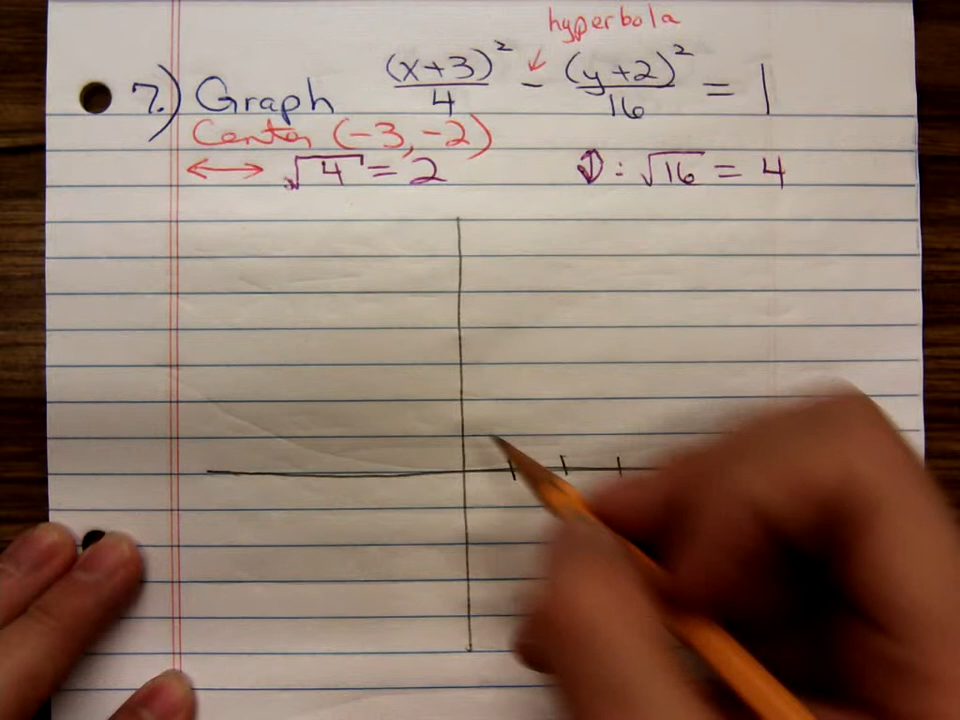 hyperbola
7.) Graph (x+3)²/4 - (y+2)²/16 = 1
Center (-3, -2)
↔ √4 = 2 ↕ : √16 = 4